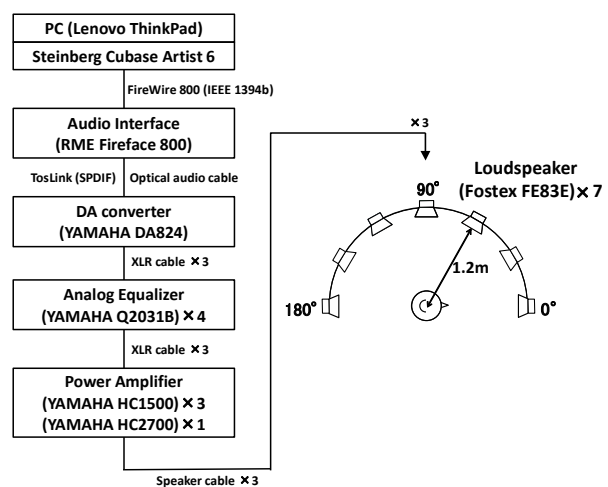 PC (Lenovo ThinkPad)
Steinberg Cubase Artist 6
FireWire 800 (IEEE 1394b)
Audio Interface
(RME Fireface 800)
TosLink (SPDIF) Optical audio cable
DA converter
(YAMAHA DA824)
XLR cable ×3
Analog Equalizer
(YAMAHA Q2031B) × 4
XLR cable ×3
Power Amplifier
(YAMAHA HC1500) × 3
(YAMAHA HC2700) × 1
Speaker cable ×3
×3
Loudspeaker
(Fostex FE83E) × 7
90°
1.2m
180°
0°